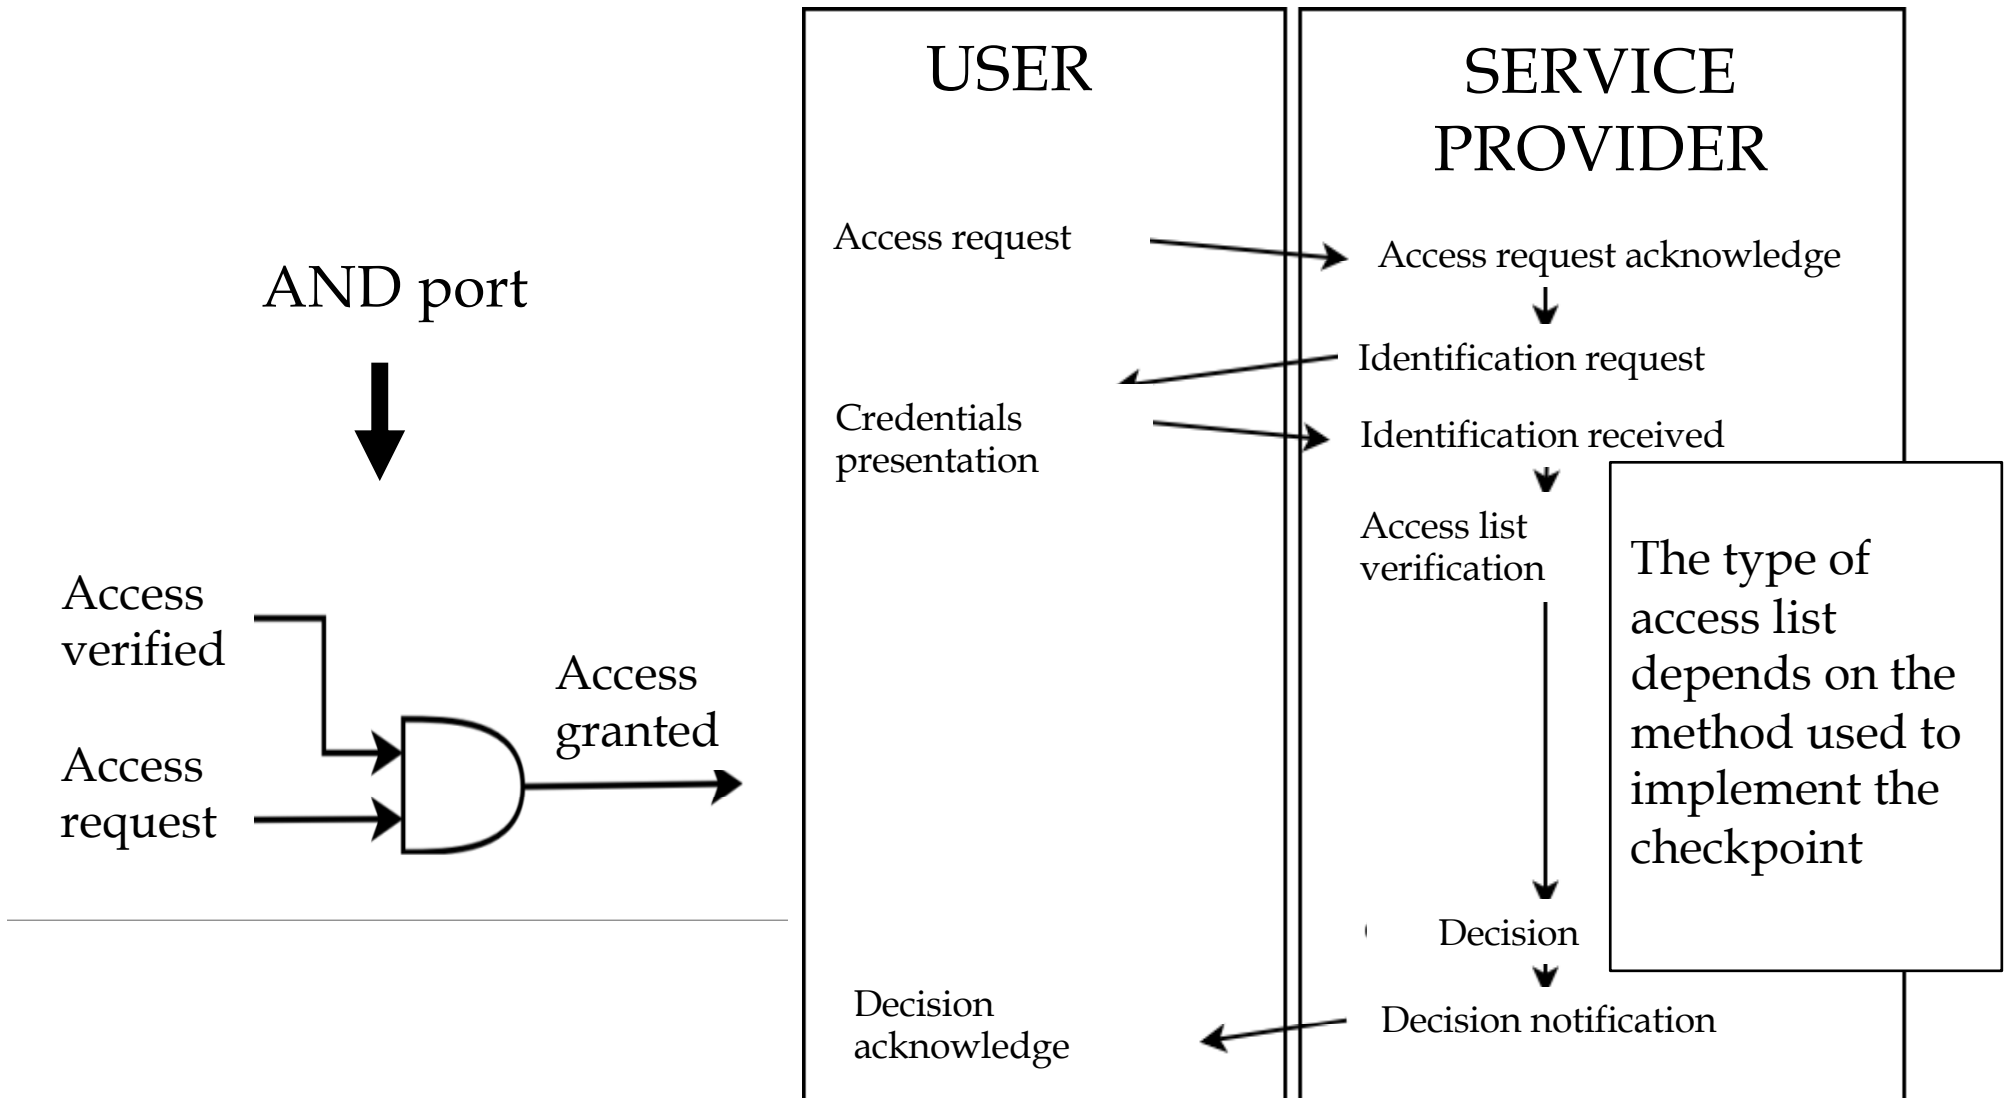 AND port
Access
verified
Access
request
Access
granted
USER
SERVICE
PROVIDER
Access request
Access request acknowledge
Identification request
Credentials
presentation
Identification received
Access list
verification
The type of
access list
depends on the
method used to
implement the
checkpoint
Decision
Decision notification
Decision
acknowledge